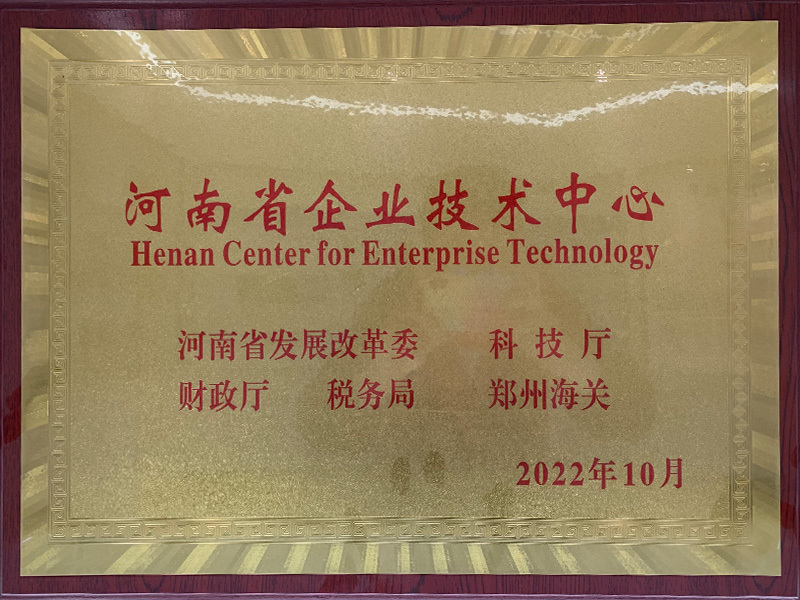 河南省企业技术中心
Henan Center for Enterprise Technology
河南省发展改革委 科技厅
财政厅 税务局 郑州海关
2022年10月